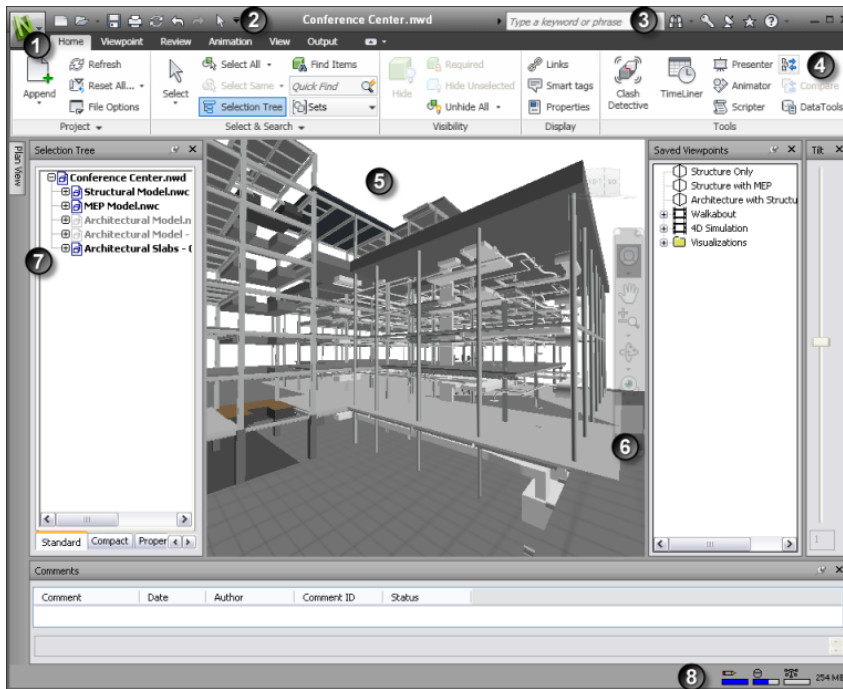 2 Conference Center.nwd Type a keyword or phrase 3
1 Home Viewpoint Review Animation View Output 4
Append
Refresh
Reset All...
File Options
Project
Select
Select All
Select Same
Selection Tree
Find Items
Quick Find
Sets
Select & Search
Hide
Required
Hide Unselected
Unhide All
Visibility
Links
Smart tags
Properties
Display
Clash Detective
TimeLiner
Presenter
Animator
Scripter
Compare
DataTools
Tools
Plan View
Selection Tree
Conference Center.nwd
Structural Model.nwc
MEP Model.nwc
Architectural Model.n
Architectural Model -
Architectural Slabs - (
7
Standard Compact Proper
5
6
Saved Viewpoints
Structure Only
Structure with MEP
Architecture with Structu
Walkabout
4D Simulation
Visualizations
Tilt
1
Comments
Comment Date Author Comment ID Status
8 254 MB